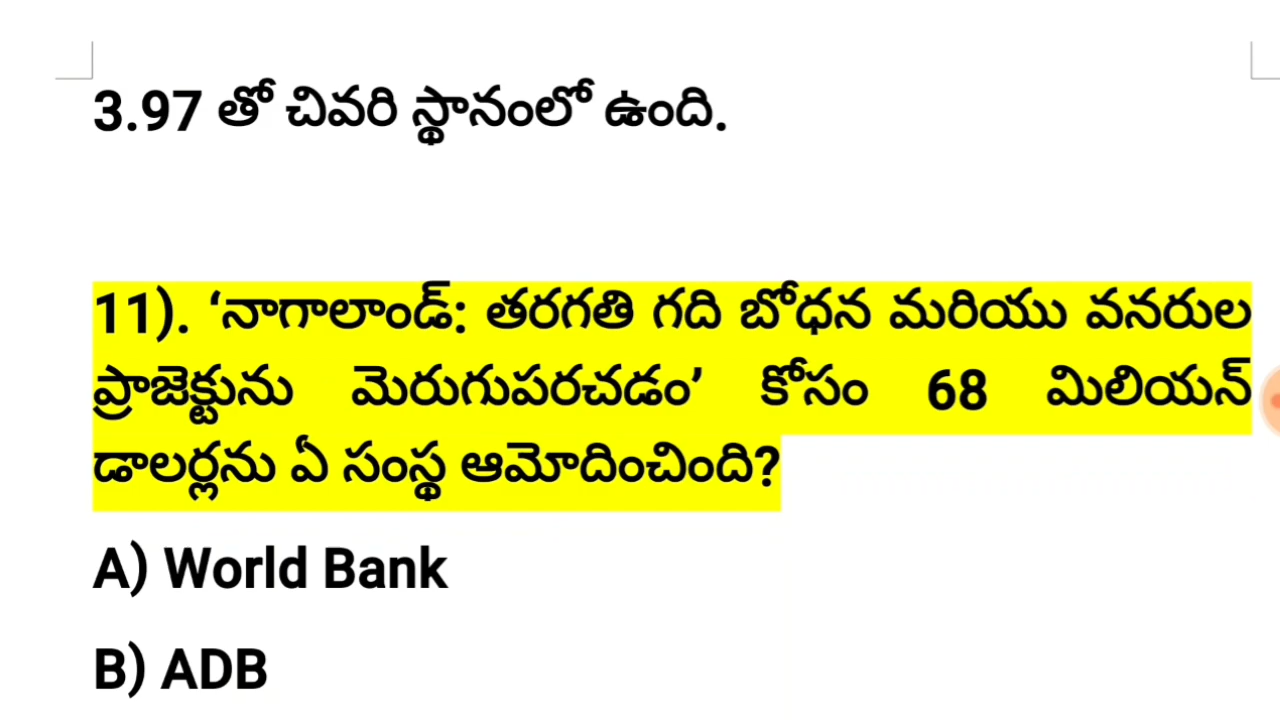 3.97 తో చివరి స్థానంలో ఉంది.
11). ‘నాగాలాండ్: తరగతి గది బోధన మరియు వనరుల
ప్రాజెక్టును మెరుగుపరచడం’ కోసం 68 మిలియన్
డాలర్లను ఏ సంస్థ ఆమోదించింది?
A) World Bank
B) ADB